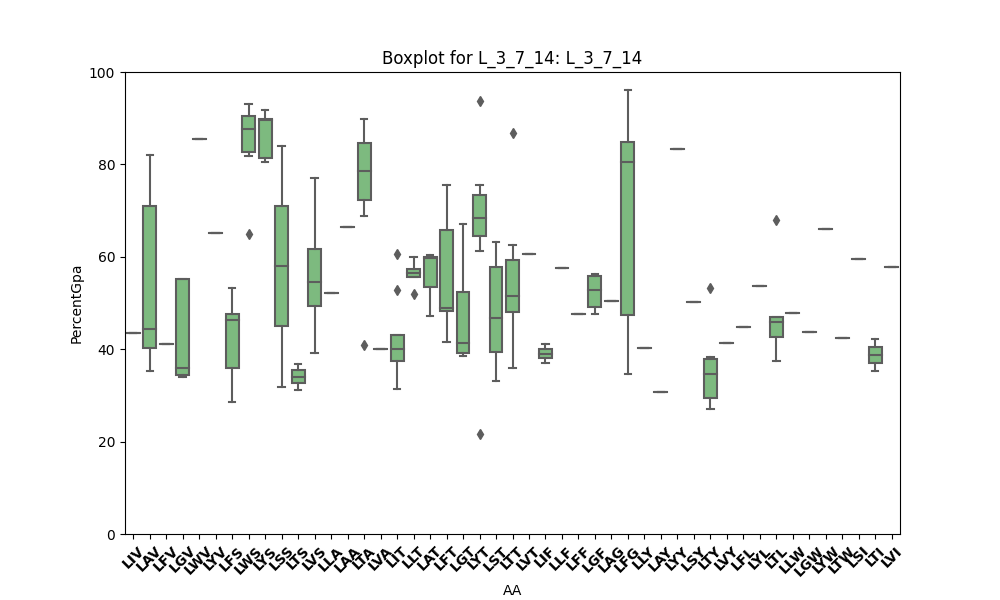 Boxplot for L_3_7_14: L_3_7_14
100
80
60
40
20
0
PercentGpa
LIV LAV LFV LGV LWV LYV LFS LWS LYS LSS LTS LVS LLA LAA LTA LVA LIT LLT LAT LFT LGT LYT LST LTT LVT LIF LLF LFF LGF LAG LFG LLY LAY LYY LSY LTY LVY LFL LYL LTL LLW LGW LYW LTW LSI LTI LVI
AA